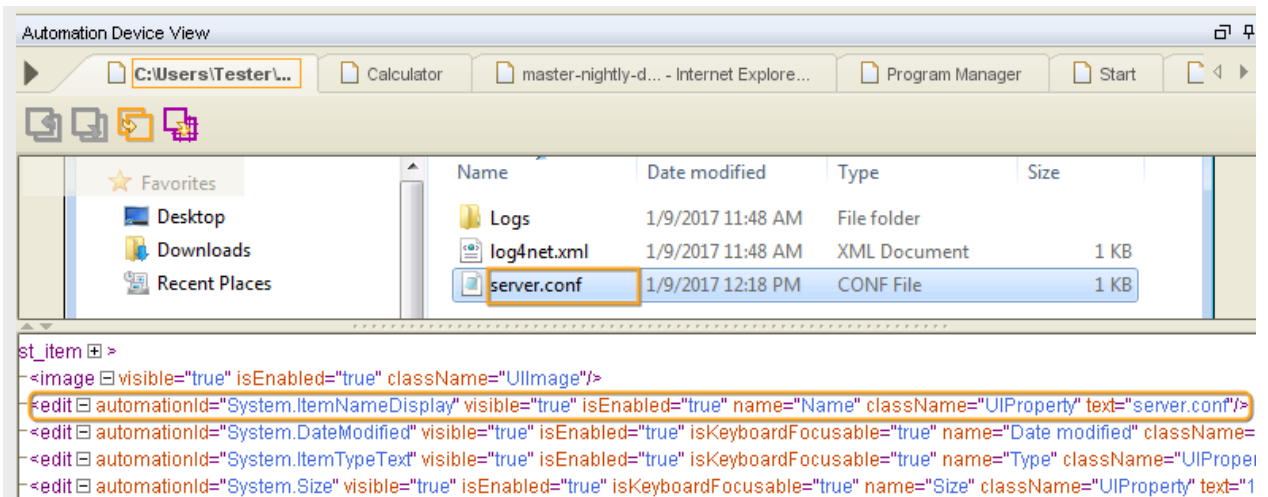 Automation Device View
C:\Users\Tester\... Calculator master-nightly-d... - Internet Explore... Program Manager Start
Favorites Name Date modified Type Size
Desktop Logs 1/9/2017 11:48 AM File folder
Downloads log4net.xml 1/9/2017 11:48 AM XML Document 1 KB
Recent Places server.conf 1/9/2017 12:18 PM CONF File 1 KB
st_item >
<image visible="true" isEnabled="true" className="UIImage"/>
<edit automationId="System.ItemNameDisplay" visible="true" isEnabled="true" name="Name" className="UIProperty" text="server.conf"/>
<edit automationId="System.DateModified" visible="true" isEnabled="true" isKeyboardFocusable="true" name="Date modified" className=
<edit automationId="System.ItemTypeText" visible="true" isEnabled="true" isKeyboardFocusable="true" name="Type" className="UIProper
<edit automationId="System.Size" visible="true" isEnabled="true" isKeyboardFocusable="true" name="Size" className="UIProperty" text="1